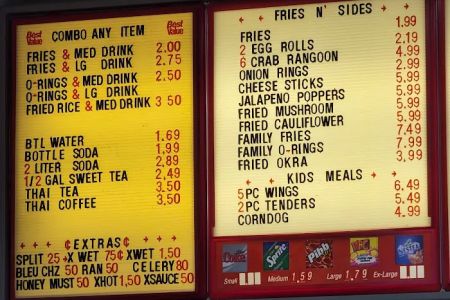 Best Value COMBO ANY ITEM Best Value
FRIES & MED DRINK 2.00
FRIES & LG DRINK 2.75
O-RINGS & MED DRINK 2.50
O-RINGS & LG DRINK
FRIED RICE & MED DRINK 3 50
BTL WATER 1.69
BOTTLE SODA 1.99
2 LITER SODA 2,89
1/2 GAL SWEET TEA 2,49
THAI TEA 3,50
THAI COFFEE 3,50
¢EXTRAS¢
SPLIT 25 + X WET 75¢ XWET 1.50
BLEU CHZ 50 RAN 50 CELERY 80
HONEY MUST 50 XHOT 1,50 XSAUCE 50
FRIES N' SIDES
FRIES 1.99
2 EGG ROLLS 2.19
6 CRAB RANGOON 4.99
ONION RINGS 2.99
CHEESE STICKS 5.99
JALAPENO POPPERS 5.99
FRIED MUSHROOM 5.99
FRIED CAULIFLOWER 5.99
FAMILY FRIES 7.49
FAMILY O-RINGS 7.99
FRIED OKRA 3.99
KIDS MEALS
5PC WINGS 6.49
2PC TENDERS 5.49
CORNDOG 4.99
Coke Sprite Pibb
Small Medium 1.59 Large 1.79 Ex-Large